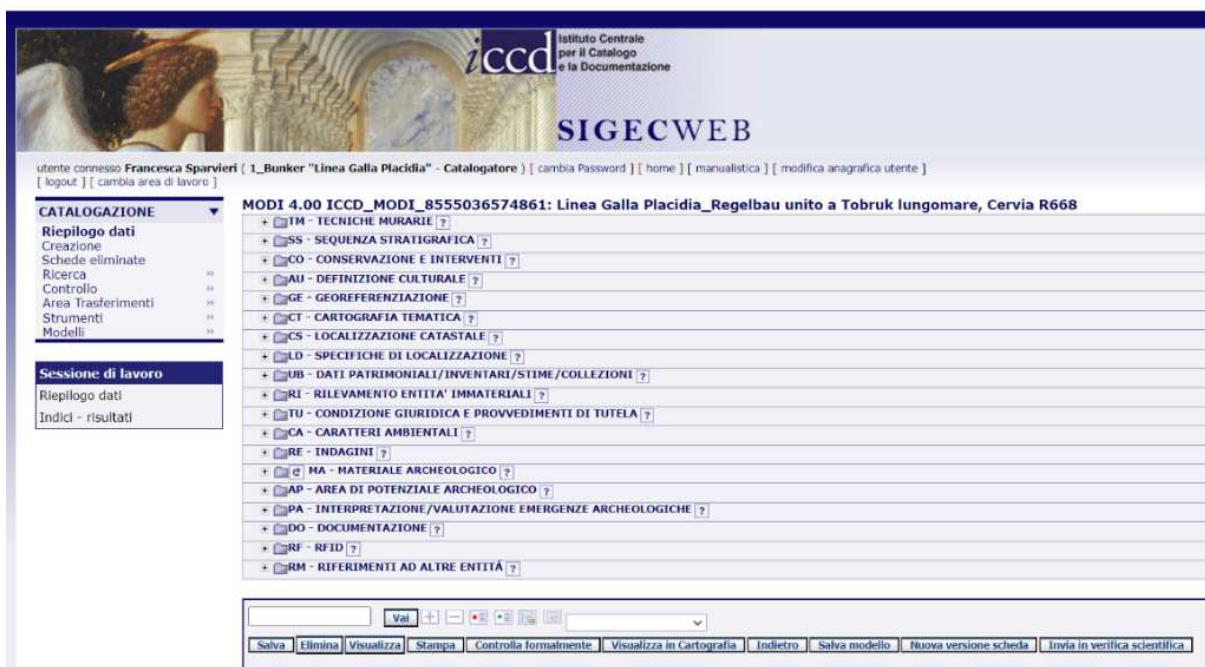 iccd
Istituto Centrale
per il Catalogo
e la Documentazione
SIGECWEB
utente connesso Francesca Sparvieri ( 1_Bunker "Linea Galla Placidia" - Catalogatore ) [ cambia Password ] [ home ] [ manualistica ] [ modifica anagrafica utente ]
[ logout ] [ cambia area di lavoro ]
CATALOGAZIONE
Riepilogo dati
Creazione
Schede eliminate
Ricerca »
Controllo »
Area Trasferimenti »
Strumenti »
Modelli »
Sessione di lavoro
Riepilogo dati
Indici - risultati
MODI 4.00 ICCD_MODI_8555036574861: Linea Galla Placidia_Regelbau unito a Tobruk lungomare, Cervia R668
TM - TECNICHE MURARIE ?
SS - SEQUENZA STRATIGRAFICA ?
CO - CONSERVAZIONE E INTERVENTI ?
AU - DEFINIZIONE CULTURALE ?
GE - GEOREFERENZIAZIONE ?
CT - CARTOGRAFIA TEMATICA ?
CS - LOCALIZZAZIONE CATASTALE ?
LD - SPECIFICHE DI LOCALIZZAZIONE ?
UB - DATI PATRIMONIALI/INVENTARI/STIME/COLLEZIONI ?
RI - RILEVAMENTO ENTITA' IMMATERIALI ?
TU - CONDIZIONE GIURIDICA E PROVVEDIMENTI DI TUTELA ?
CA - CARATTERI AMBIENTALI ?
RE - INDAGINI ?
MA - MATERIALE ARCHEOLOGICO ?
AP - AREA DI POTENZIALE ARCHEOLOGICO ?
PA - INTERPRETAZIONE/VALUTAZIONE EMERGENZE ARCHEOLOGICHE ?
DO - DOCUMENTAZIONE ?
RF - RFID ?
RM - RIFERIMENTI AD ALTRE ENTITÁ ?
Vai
Salva Elimina Visualizza Stampa Controlla formalmente Visualizza in Cartografia Indietro Salva modello Nuova versione scheda Invia in verifica scientifica